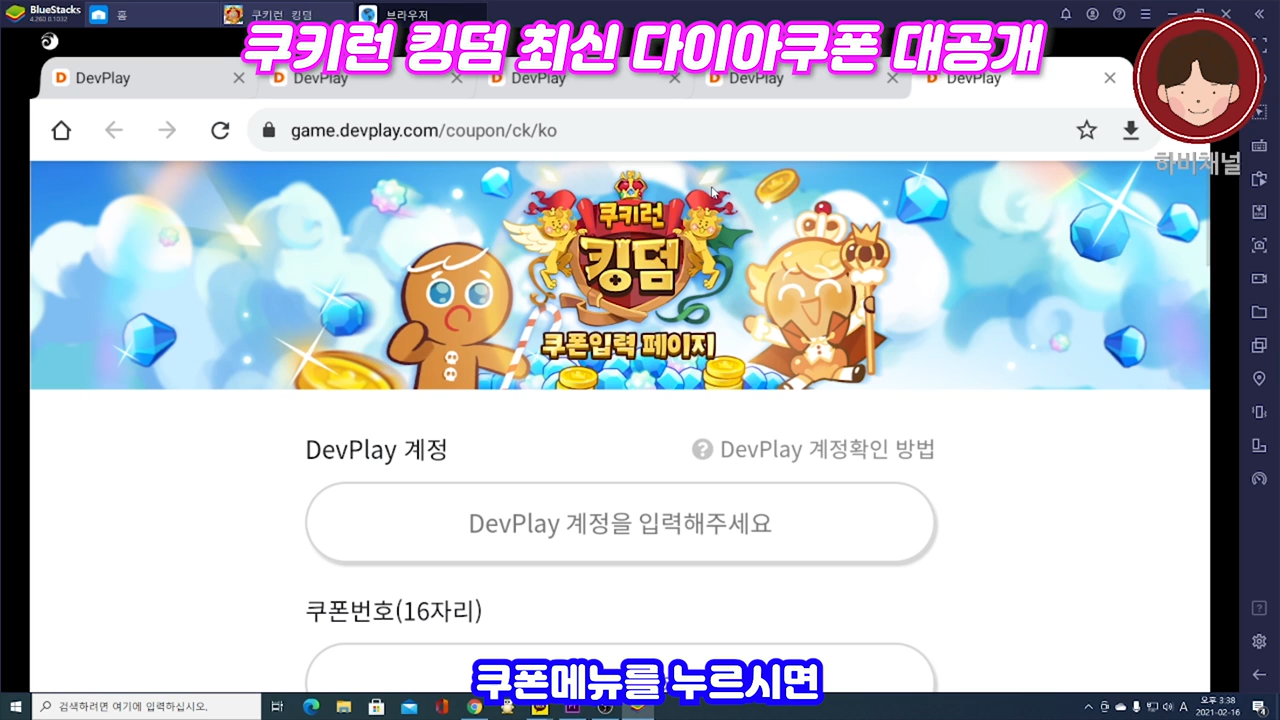 BlueStacks
4.260.0.1032
홈
쿠키런 킹덤
브라우저
쿠키런 킹덤 최신 다이아쿠폰 대공개
DevPlay
DevPlay
DevPlay
DevPlay
DevPlay
game.devplay.com/coupon/ck/ko
하비채널
쿠키런
킹덤
쿠폰입력 페이지
DevPlay 계정
DevPlay 계정확인 방법
DevPlay 계정을 입력해주세요
쿠폰번호(16자리)
쿠폰메뉴를 누르시면
검색하려면 여기에 입력하십시오.
A
오후 3:38
2021-02-16
4